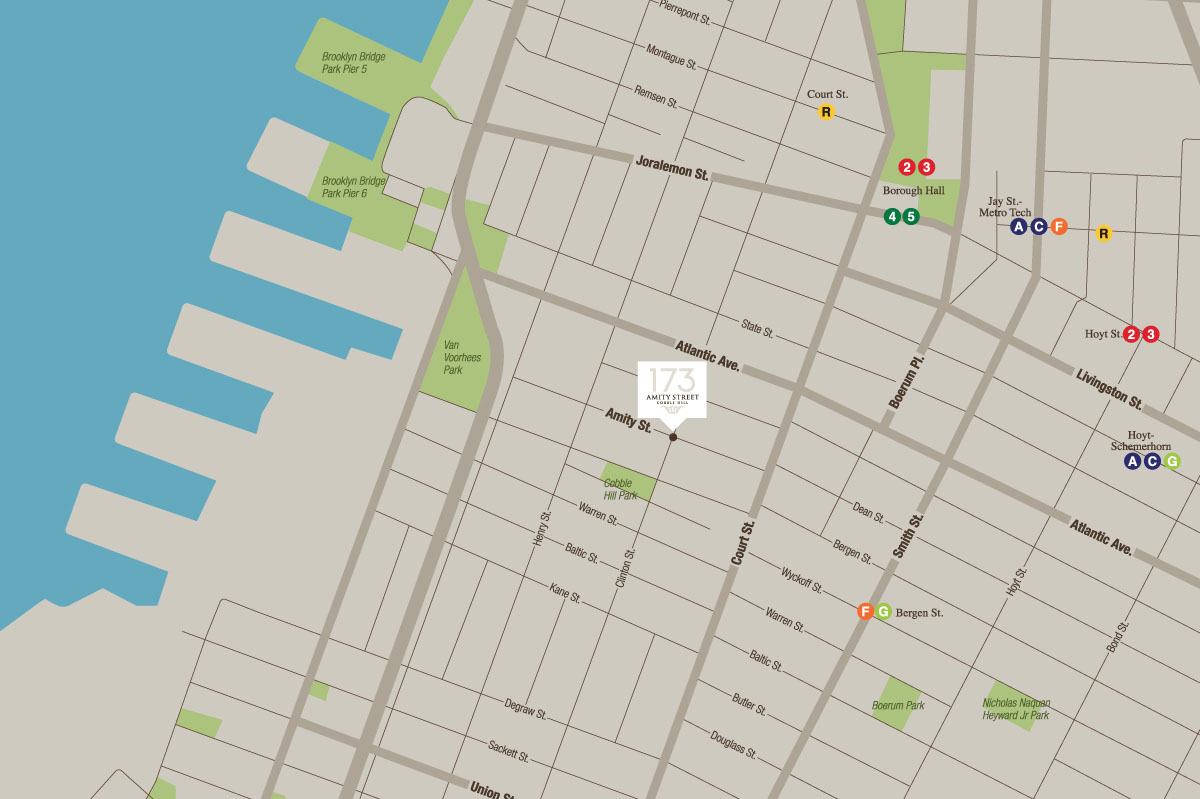 Pierrepont St.
Montague St.
Brooklyn Bridge
Park Pier 5
Remsen St.
Court St.
R
Joralemon St.
2 3
Borough Hall
4 5
Brooklyn Bridge
Park Pier 6
Jay St.-
Metro Tech
A C F
R
State St.
Hoyt St. 2 3
Van
Voorhees
Park
Atlantic Ave.
Boerum Pl.
Livingston St.
173
AMITY STREET
COBBLE HILL
Amity St.
Hoyt-
Schemerhorn
A C G
Cobble
Hill Park
Warren St.
Henry St.
Baltic St.
Clinton St.
Kane St.
Court St.
Dean St.
Bergen St.
Smith St.
Atlantic Ave.
Wyckoff St.
Hoyt St.
F G Bergen St.
Warren St.
Bond St.
Baltic St.
Butler St.
Boerum Park
Nicholas Naquan
Heyward Jr Park
Degraw St.
Sackett St.
Douglass St.
Union St.